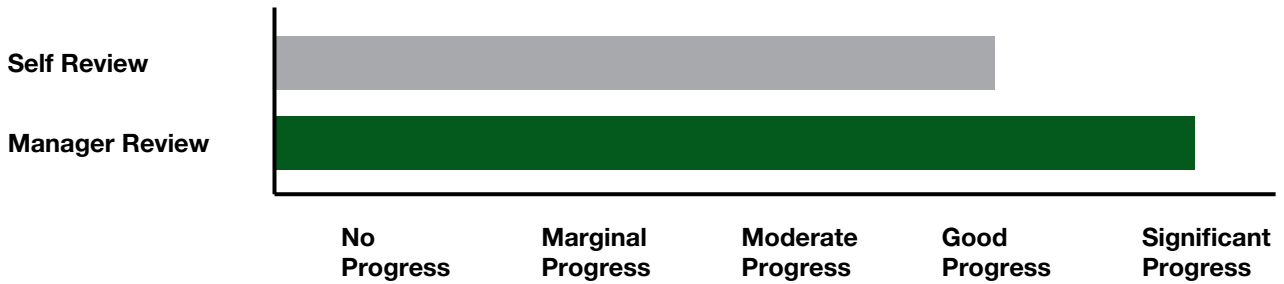 Self Review
Manager Review
No
Progress
Marginal
Progress
Moderate
Progress
Good
Progress
Significant
Progress